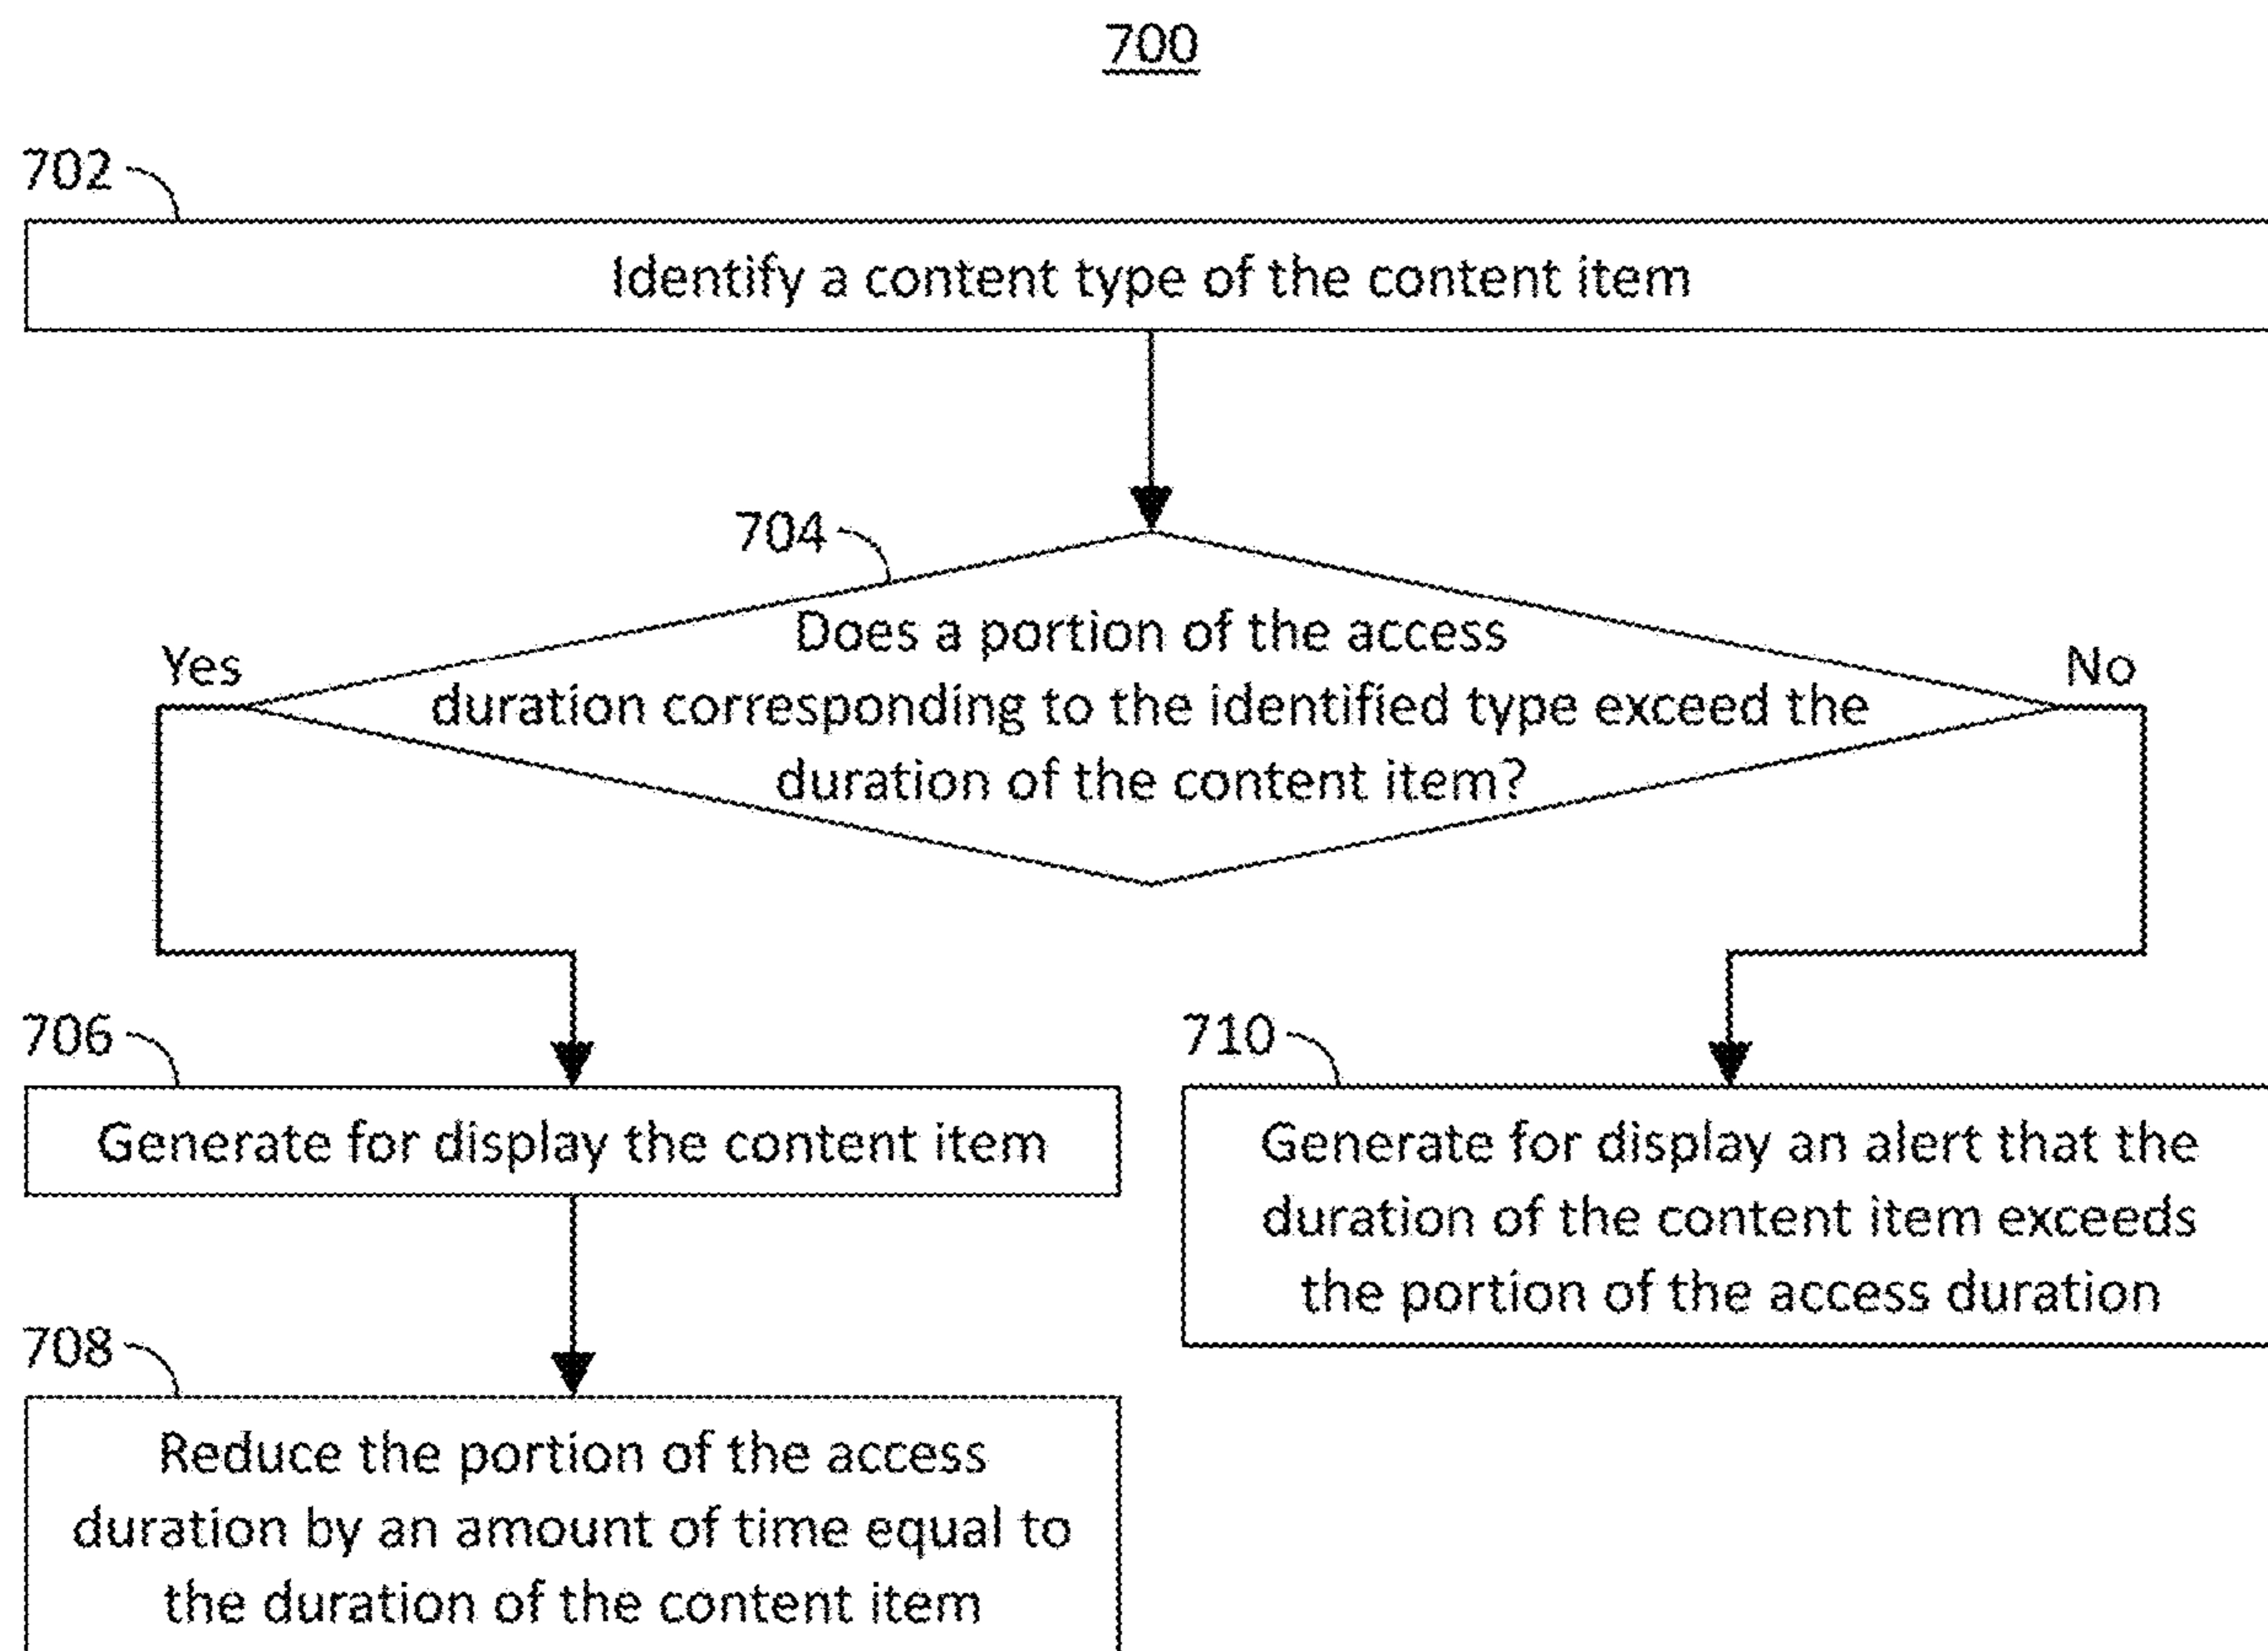 700
702
Identify a content type of the content item
704
Does a portion of the access
duration corresponding to the identified type exceed the
duration of the content item?
Yes
No
706
Generate for display the content item
710
Generate for display an alert that the
duration of the content item exceeds
the portion of the access duration
708
Reduce the portion of the access
duration by an amount of time equal to
the duration of the content item